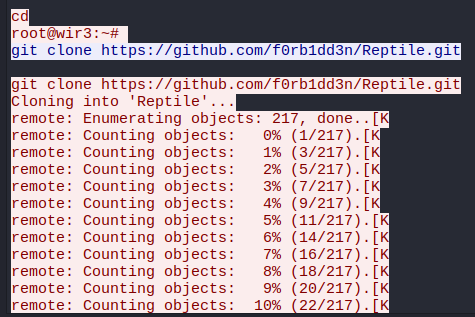 cd
root@wir3:~#
git clone https://github.com/f0rb1dd3n/Reptile.git
git clone https://github.com/f0rb1dd3n/Reptile.git
Cloning into 'Reptile'...
remote: Enumerating objects: 217, done..[K
remote: Counting objects:   0% (1/217).[K
remote: Counting objects:   1% (3/217).[K
remote: Counting objects:   2% (5/217).[K
remote: Counting objects:   3% (7/217).[K
remote: Counting objects:   4% (9/217).[K
remote: Counting objects:   5% (11/217).[K
remote: Counting objects:   6% (14/217).[K
remote: Counting objects:   7% (16/217).[K
remote: Counting objects:   8% (18/217).[K
remote: Counting objects:   9% (20/217).[K
remote: Counting objects:  10% (22/217).[K